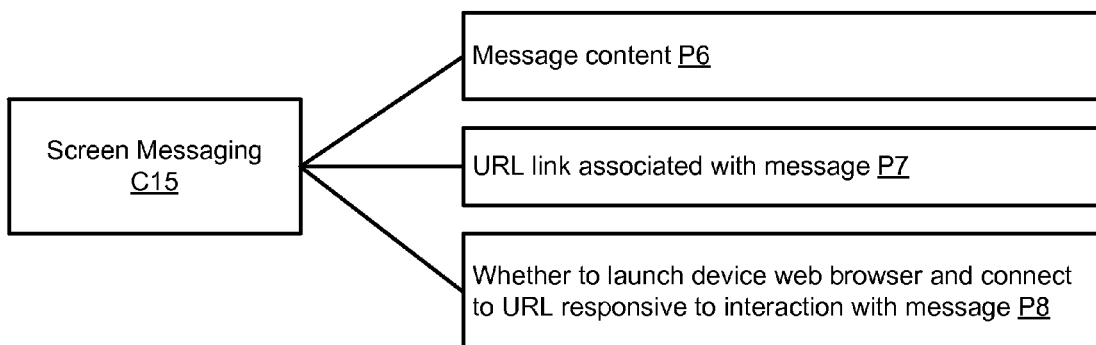 Message content P6
Screen Messaging
C15
URL link associated with message P7
Whether to launch device web browser and connect
to URL responsive to interaction with message P8